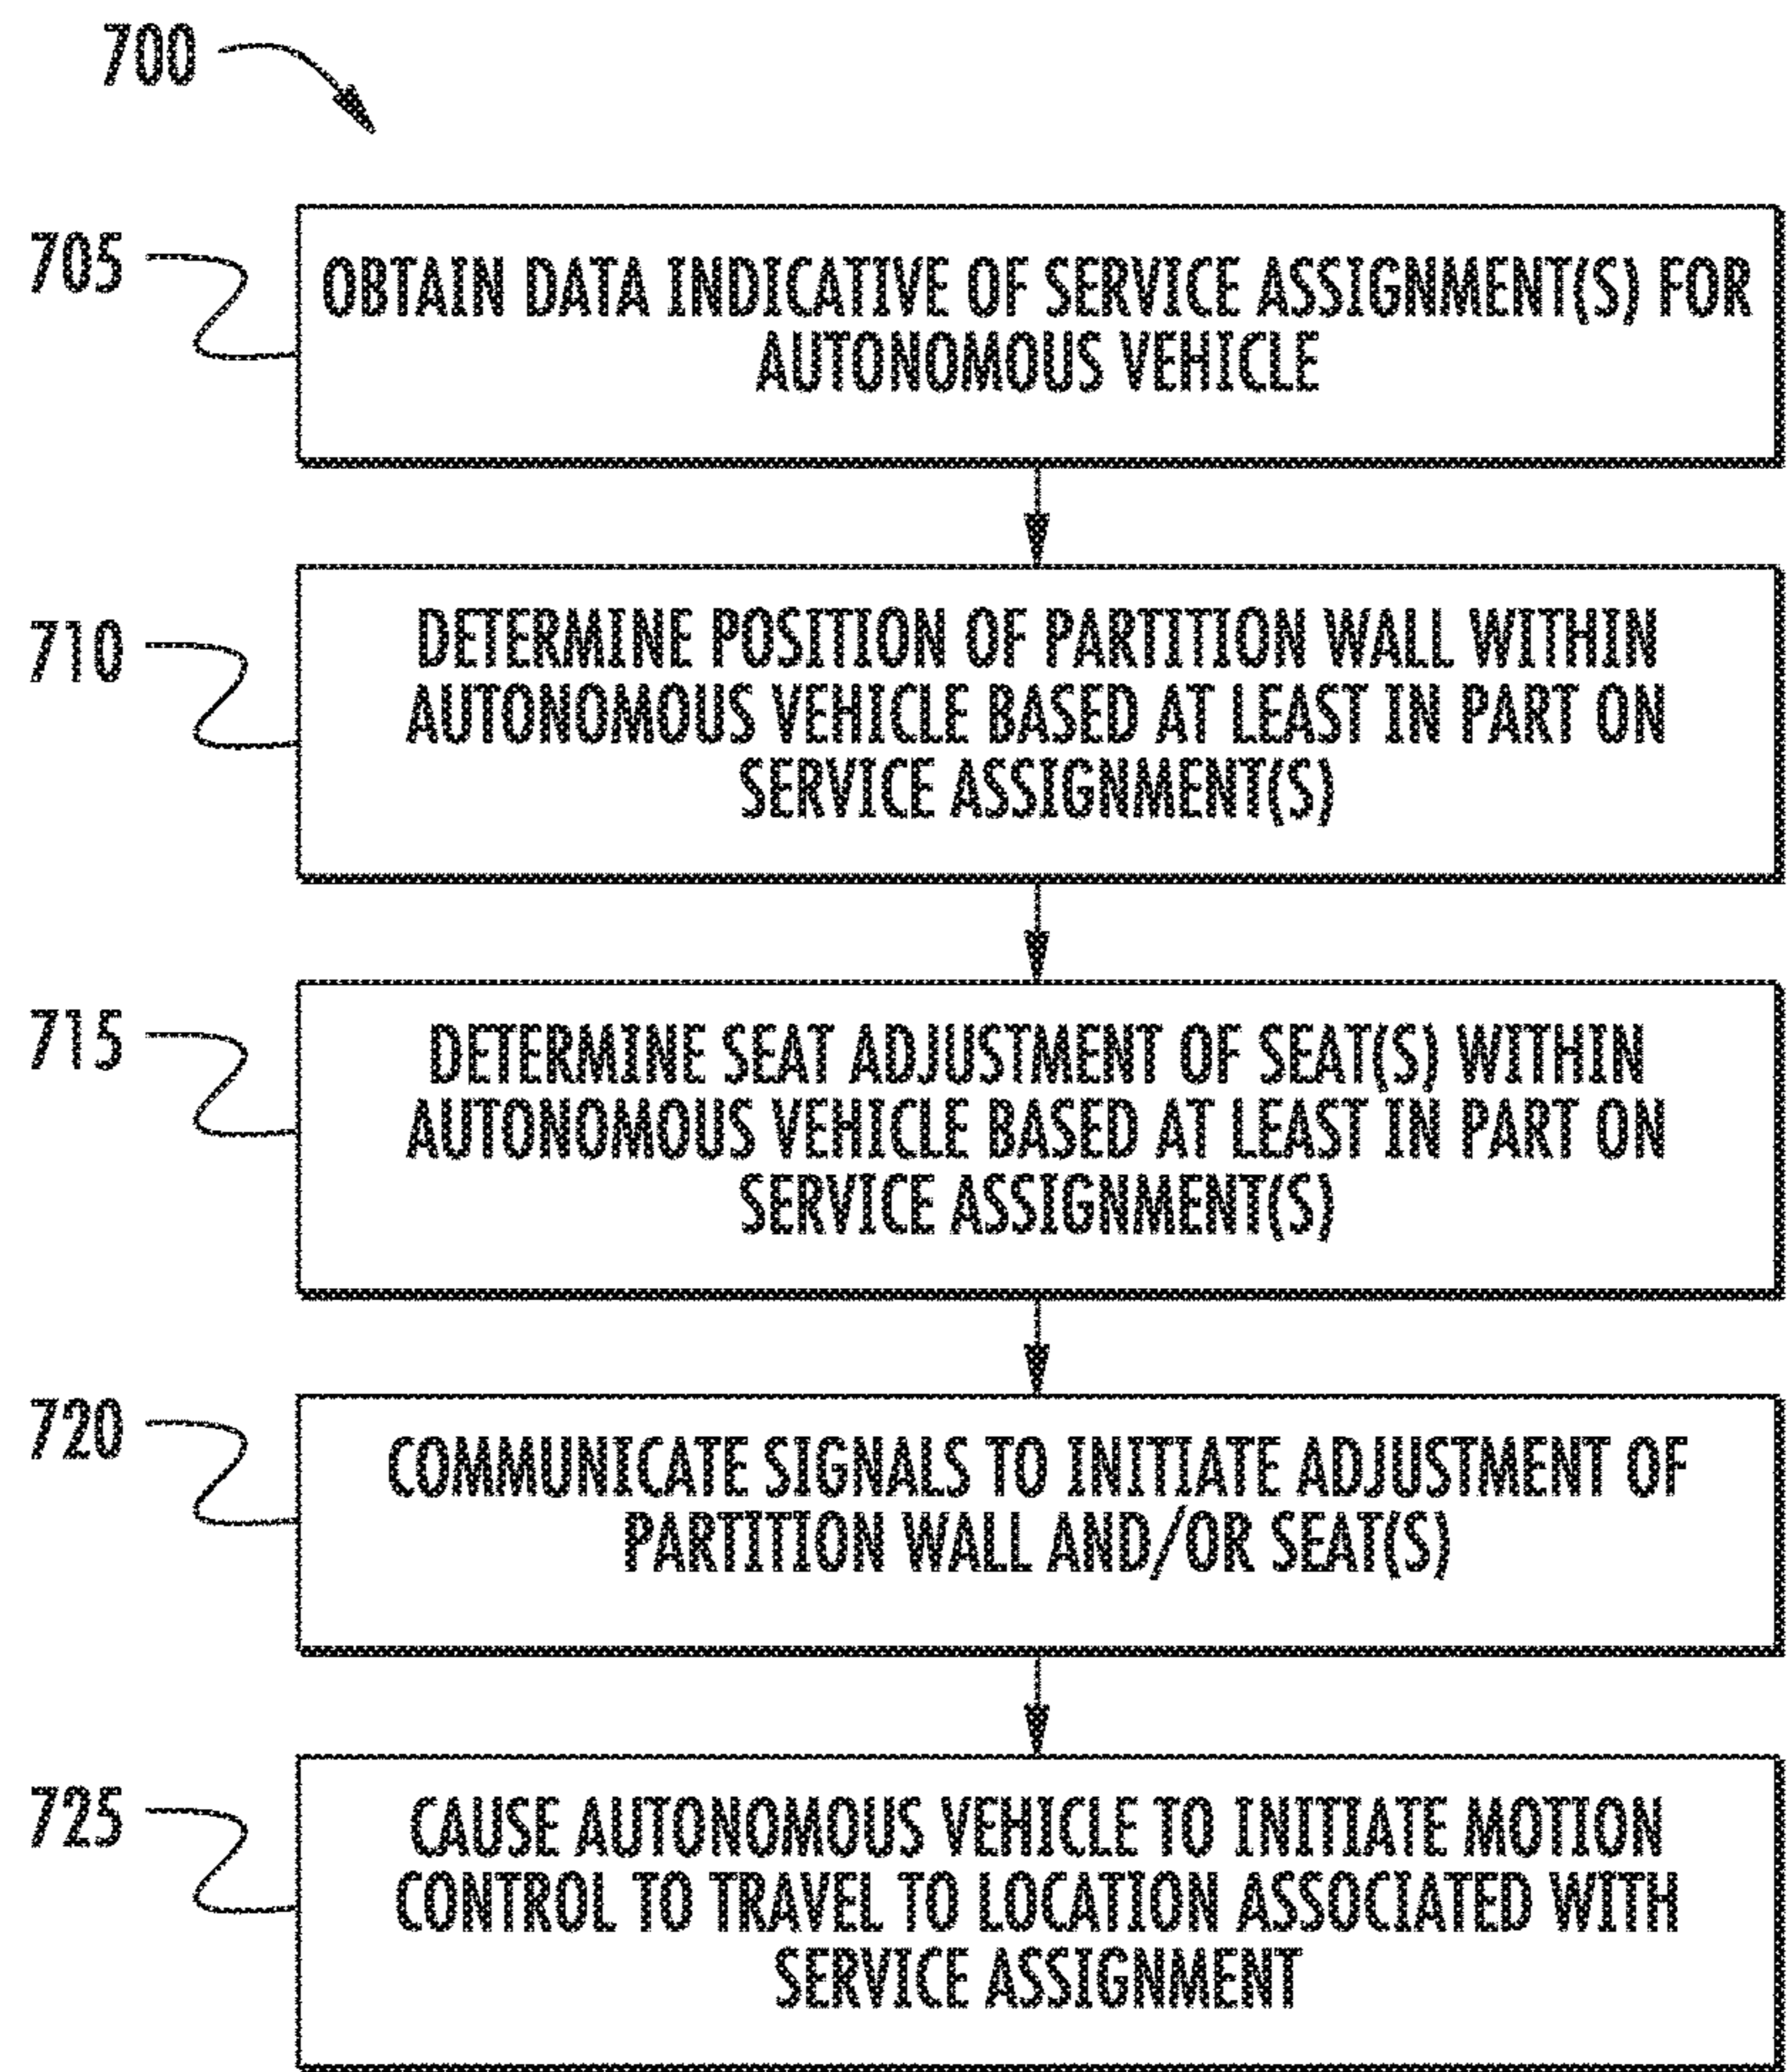 700
705
OBTAIN DATA INDICATIVE OF SERVICE ASSIGNMENT(S) FOR
AUTONOMOUS VEHICLE
710
DETERMINE POSITION OF PARTITION WALL WITHIN
AUTONOMOUS VEHICLE BASED AT LEAST IN PART ON
SERVICE ASSIGNMENT(S)
715
DETERMINE SEAT ADJUSTMENT OF SEAT(S) WITHIN
AUTONOMOUS VEHICLE BASED AT LEAST IN PART ON
SERVICE ASSIGNMENT(S)
720
COMMUNICATE SIGNALS TO INITIATE ADJUSTMENT OF
PARTITION WALL AND/OR SEAT(S)
725
CAUSE AUTONOMOUS VEHICLE TO INITIATE MOTION
CONTROL TO TRAVEL TO LOCATION ASSOCIATED WITH
SERVICE ASSIGNMENT